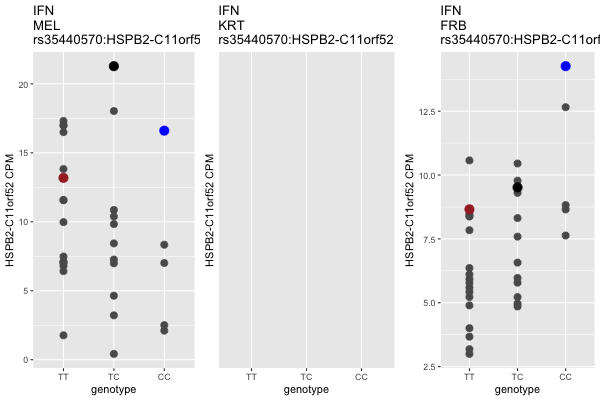 IFN
MEL
rs35440570:HSPB2-C11orf5
HSPB2-C11orf52 CPM
20
15
10
5
0
TT TC CC
genotype
IFN
KRT
rs35440570:HSPB2-C11orf52
HSPB2-C11orf52 CPM
TT TC CC
genotype
IFN
FRB
rs35440570:HSPB2-C11orf
HSPB2-C11orf52 CPM
12.5
10.0
7.5
5.0
2.5
TT TC CC
genotype